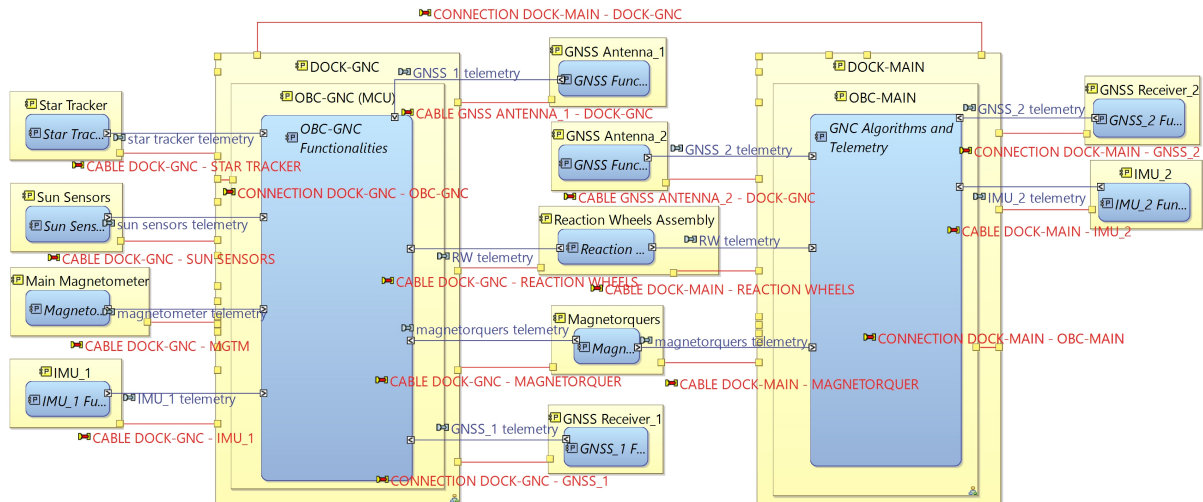 CONNECTION DOCK-MAIN - DOCK-GNC
Star Tracker
Star Trac...
star tracker telemetry
CABLE DOCK-GNC - STAR TRACKER
Sun Sensors
Sun Sens...
sun sensors telemetry
CABLE DOCK-GNC - SUN SENSORS
Main Magnetometer
Magneto...
magnetometer telemetry
CABLE DOCK-GNC - MGTM
IMU_1
IMU_1 Fu...
IMU_1 telemetry
CABLE DOCK-GNC - IMU_1
DOCK-GNC
OBC-GNC (MCU)
OBC-GNC
Functionalities
CONNECTION DOCK-GNC - OBC-GNC
GNSS_1 telemetry
GNSS Antenna_1
GNSS Func...
CABLE GNSS ANTENNA_1 - DOCK-GNC
GNSS Antenna_2
GNSS Func...
GNSS_2 telemetry
CABLE GNSS ANTENNA_2 - DOCK-GNC
Reaction Wheels Assembly
Reaction ...
RW telemetry
RW telemetry
CABLE DOCK-GNC - REACTION WHEELS
CABLE DOCK-MAIN - REACTION WHEELS
Magnetorquers
Magn...
magnetorquers telemetry
magnetorquers telemetry
CABLE DOCK-GNC - MAGNETORQUER
CABLE DOCK-MAIN - MAGNETORQUER
GNSS Receiver_1
GNSS_1 F...
GNSS_1 telemetry
CONNECTION DOCK-GNC - GNSS_1
DOCK-MAIN
OBC-MAIN
GNC Algorithms and
Telemetry
CONNECTION DOCK-MAIN - OBC-MAIN
GNSS Receiver_2
GNSS_2 Fu...
GNSS_2 telemetry
CONNECTION DOCK-MAIN - GNSS_2
IMU_2
IMU_2 Fun...
IMU_2 telemetry
CABLE DOCK-MAIN - IMU_2